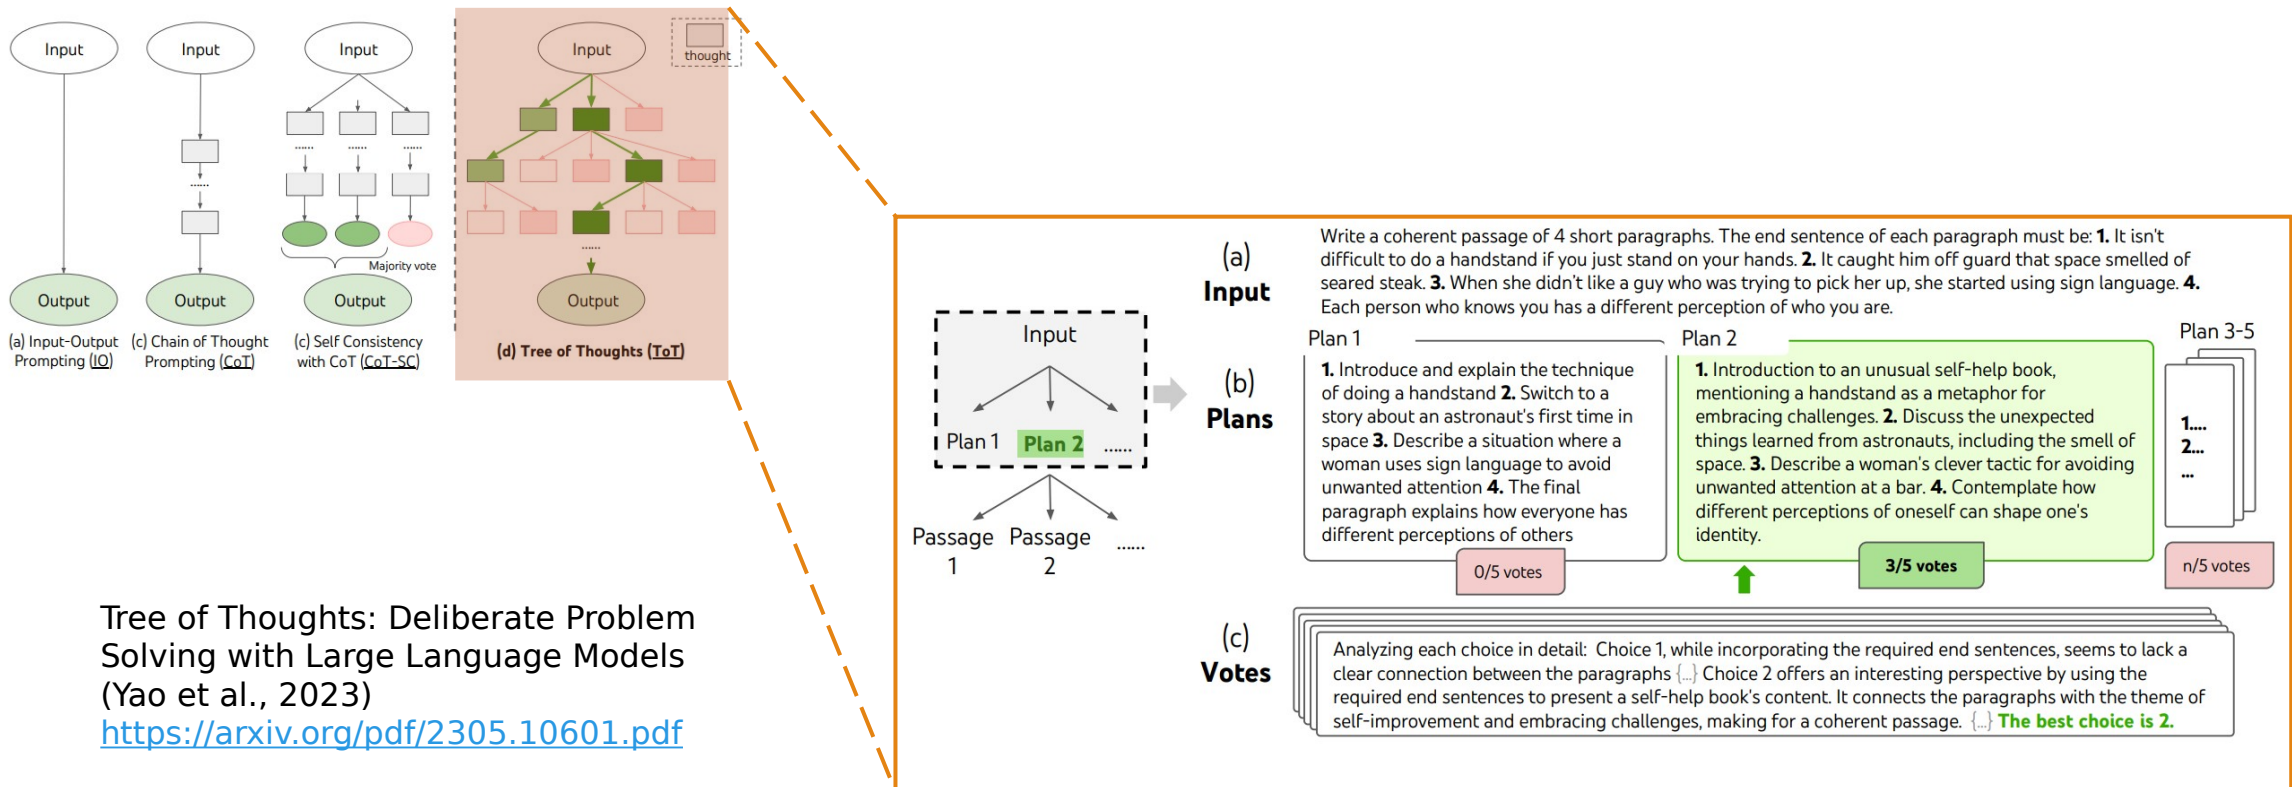 Input
Input
Input
Input
thought
......
......
......
......
......
Majority vote
Output
Output
Output
Output
(a) Input-Output
Prompting (IO)
(c) Chain of Thought
Prompting (CoT)
(c) Self Consistency
with CoT (CoT-SC)
(d) Tree of Thoughts (ToT)
Tree of Thoughts: Deliberate Problem
Solving with Large Language Models
(Yao et al., 2023)
https://arxiv.org/pdf/2305.10601.pdf
Input
Plan 1
Plan 2
......
Passage
1
Passage
2
......
(a)
Input
Write a coherent passage of 4 short paragraphs. The end sentence of each paragraph must be: 1. It isn't
difficult to do a handstand if you just stand on your hands. 2. It caught him off guard that space smelled of
seared steak. 3. When she didn't like a guy who was trying to pick her up, she started using sign language. 4.
Each person who knows you has a different perception of who you are.
(b)
Plans
Plan 1
1. Introduce and explain the technique
of doing a handstand 2. Switch to a
story about an astronaut's first time in
space 3. Describe a situation where a
woman uses sign language to avoid
unwanted attention 4. The final
paragraph explains how everyone has
different perceptions of others
0/5 votes
Plan 2
1. Introduction to an unusual self-help book,
mentioning a handstand as a metaphor for
embracing challenges. 2. Discuss the unexpected
things learned from astronauts, including the smell of
space. 3. Describe a woman's clever tactic for avoiding
unwanted attention at a bar. 4. Contemplate how
different perceptions of oneself can shape one's
identity.
3/5 votes
Plan 3-5
1....
2...
...
n/5 votes
(c)
Votes
Analyzing each choice in detail: Choice 1, while incorporating the required end sentences, seems to lack a
clear connection between the paragraphs {...} Choice 2 offers an interesting perspective by using the
required end sentences to present a self-help book's content. It connects the paragraphs with the theme of
self-improvement and embracing challenges, making for a coherent passage. {...} The best choice is 2.